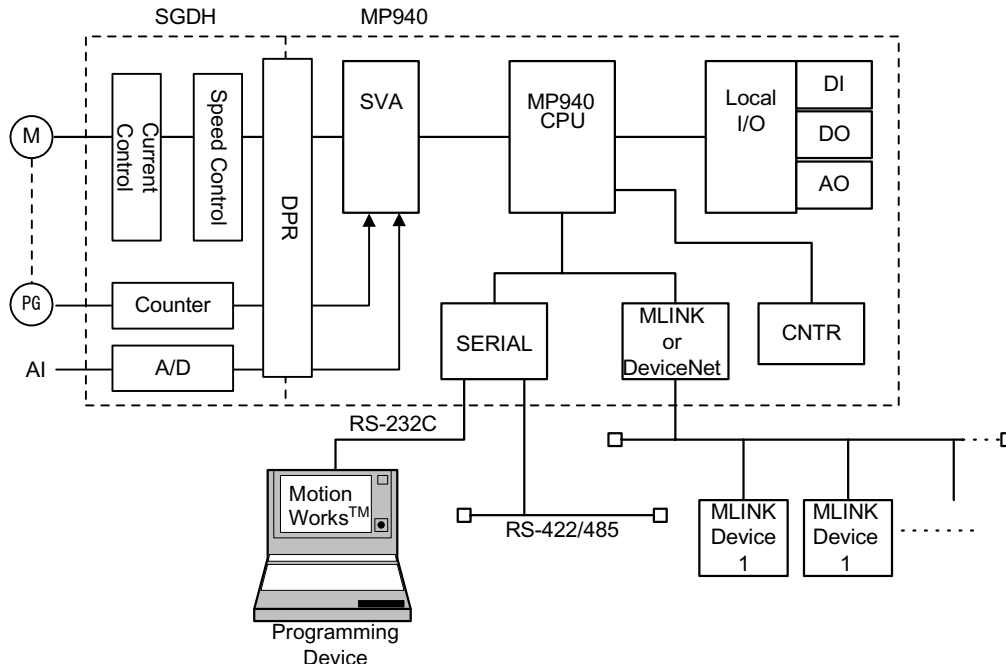 SGDH
MP940
M
Current
Control
Speed Control
DPR
SVA
MP940
CPU
Local
I/O
DI
DO
AO
PG
Counter
AI
A/D
SERIAL
MLINK
or
DeviceNet
CNTR
RS-232C
Motion
Works™
RS-422/485
MLINK
Device
1
MLINK
Device
1
Programming
Device